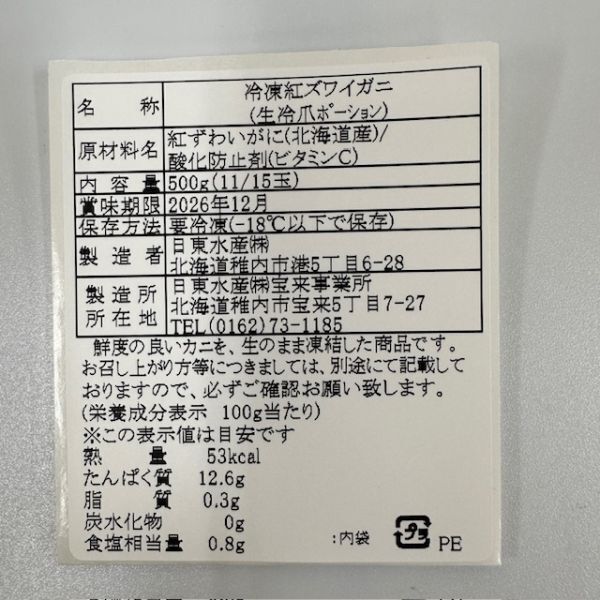 名称 冷凍紅ズワイガニ
(生冷爪ポーション)
原材料名 紅ずわいがに(北海道産)/
酸化防止剤(ビタミンC)
内容量 500g(11/15玉)
賞味期限 2026年12月
保存方法 要冷凍(-18℃以下で保存)
製造者 日東水産㈱
北海道稚内市港5丁目6-28
製造所 日東水産㈱宝来事業所
所在地 北海道稚内市宝来5丁目7-27
TEL(0162)73-1185
鮮度の良いカニを、生のまま凍結した商品です。
お召し上がり方等につきましては、別途にて記載して
おりますので、必ずご確認お願い致します。
(栄養成分表示 100g当たり)
※この表示値は目安です
熱量 53kcal
たんぱく質 12.6g
脂質 0.3g
炭水化物 0g
食塩相当量 0.8g :内袋 プラ PE